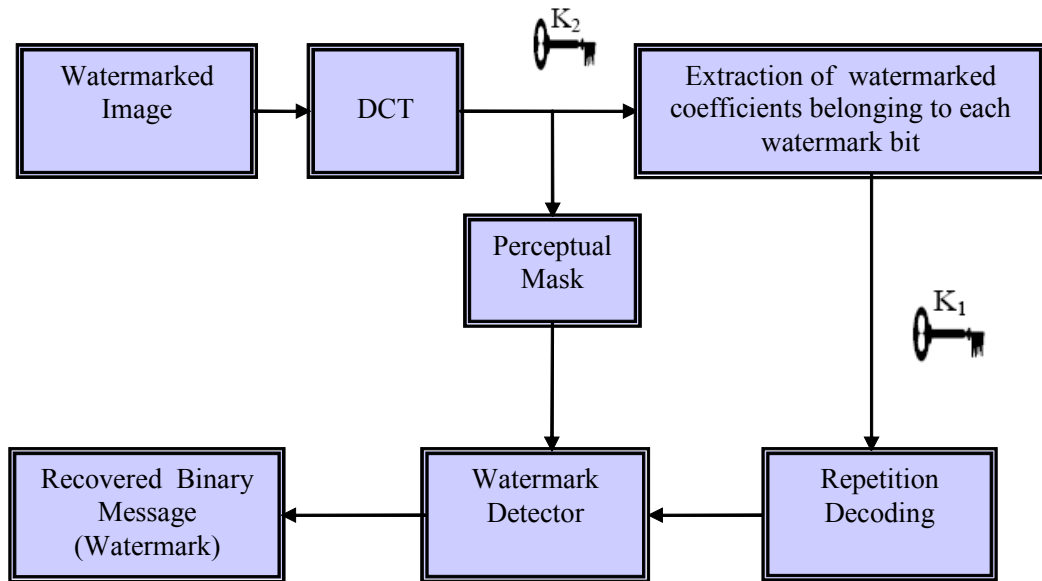 K₂
Watermarked
Image
DCT
Extraction of watermarked
coefficients belonging to each
watermark bit
Perceptual
Mask
K₁
Recovered Binary
Message
(Watermark)
Watermark
Detector
Repetition
Decoding